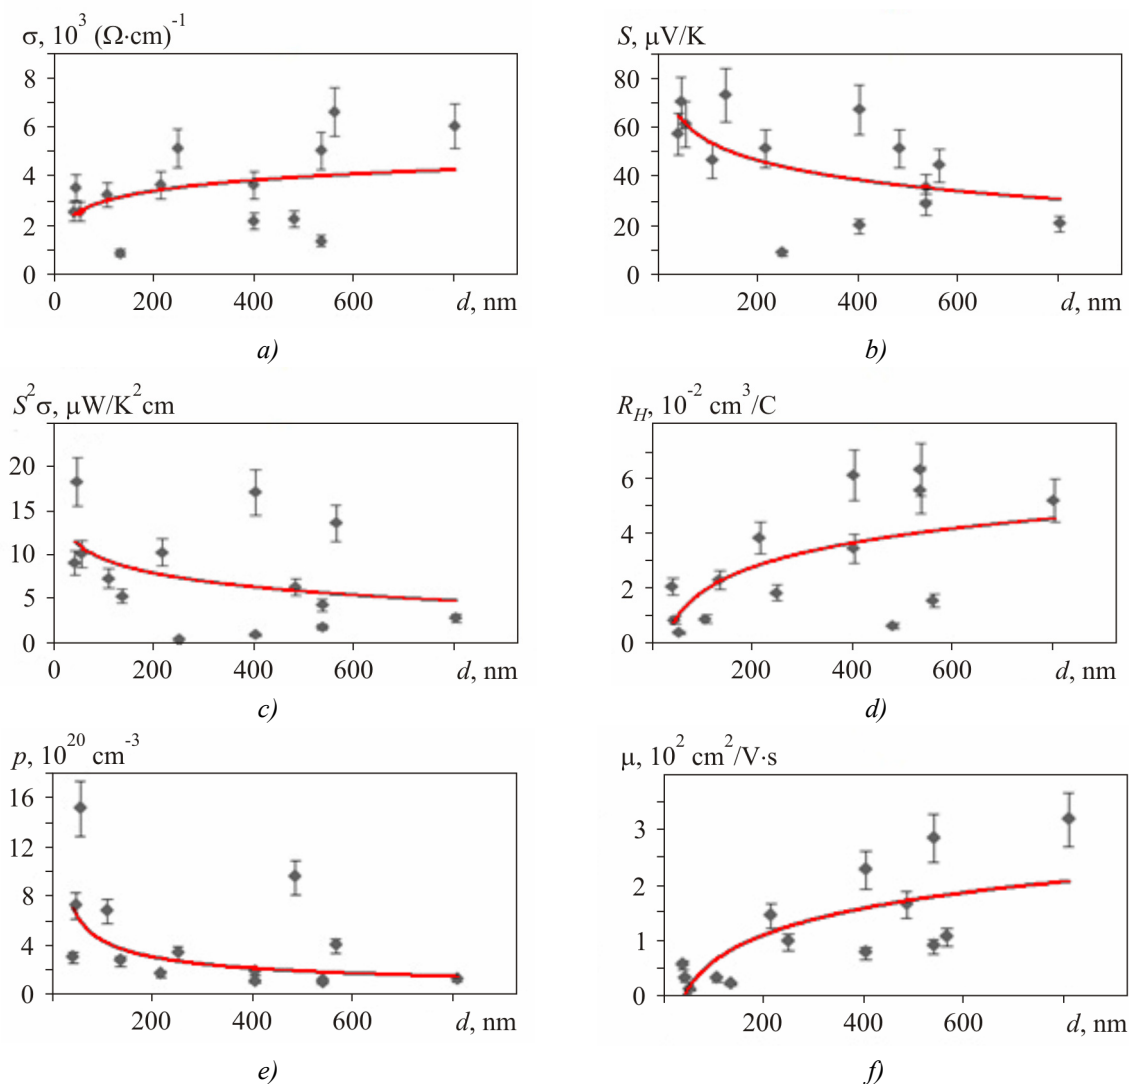 σ, 10³ (Ω·cm)⁻¹
8
6
4
2
0
0 200 400 600 d, nm
a)
S, μV/K
80
60
40
20
0
200 400 600 d, nm
b)
S²σ, μW/K²cm
20
15
10
5
0
0 200 400 600 d, nm
c)
R_H, 10⁻² cm³/C
6
4
2
0
200 400 600 d, nm
d)
p, 10²⁰ cm⁻³
16
12
8
4
0
200 400 600 d, nm
e)
μ, 10² cm²/V·s
3
2
1
0
200 400 600 d, nm
f)